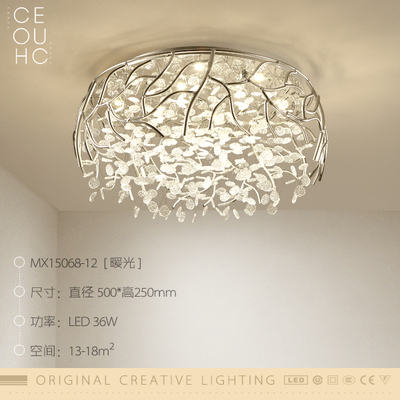 CE
OU
HC
MX15068-12 [暖光]
尺寸: 直径 500*高250mm
功率: LED 36W
空间: 13-18m²
ORIGINAL CREATIVE LIGHTING LED CE